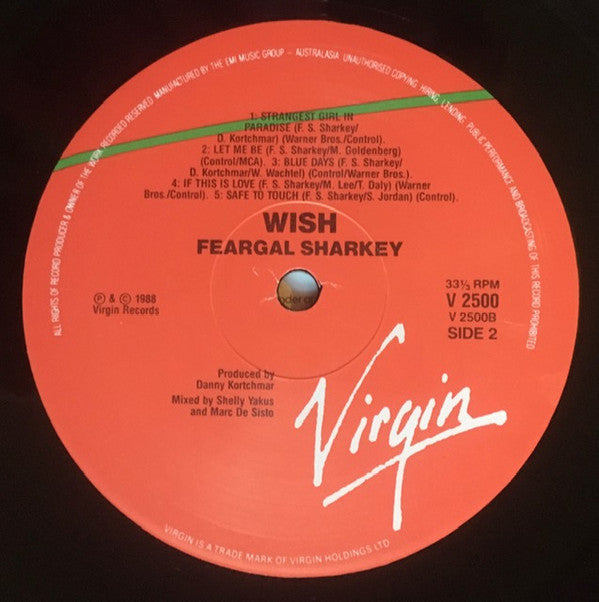 ALL RIGHTS OF RECORD PRODUCER & OWNER OF THE WORK RECORDED RESERVED. MANUFACTURED BY THE EMI MUSIC GROUP – AUSTRALASIA UNAUTHORISED COPYING, HIRING, LENDING, PUBLIC PERFORMANCE AND BROADCASTING OF THIS RECORD PROHIBITED
1: STRANGEST GIRL IN
PARADISE (F. S. Sharkey/
D. Kortchmar) (Warner Bros./Control).
2: LET ME BE (F. S. Sharkey/M. Goldenberg)
(Control/MCA). 3: BLUE DAYS (F. S. Sharkey/
D. Kortchmar/W. Wachtel) (Control/Warner Bros.).
4: IF THIS IS LOVE (F. S. Sharkey/M. Lee/T. Daly) (Warner
Bros./Control). 5: SAFE TO TOUCH (F. S. Sharkey/S. Jordan) (Control).
WISH
FEARGAL SHARKEY
℗ & © 1988
Virgin Records
33⅓ RPM
V 2500
V 2500B
SIDE 2
Produced by
Danny Kortchmar
Mixed by Shelly Yakus
and Marc De Sisto
Virgin
VIRGIN IS A TRADE MARK OF VIRGIN HOLDINGS LTD